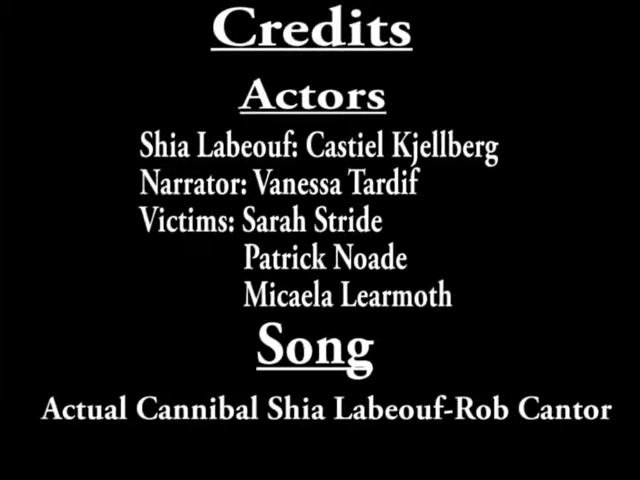 Credits
Actors
Shia Labeouf: Castiel Kjellberg
Narrator: Vanessa Tardif
Victims: Sarah Stride
Patrick Noade
Micaela Learmoth
Song
Actual Cannibal Shia Labeouf-Rob Cantor